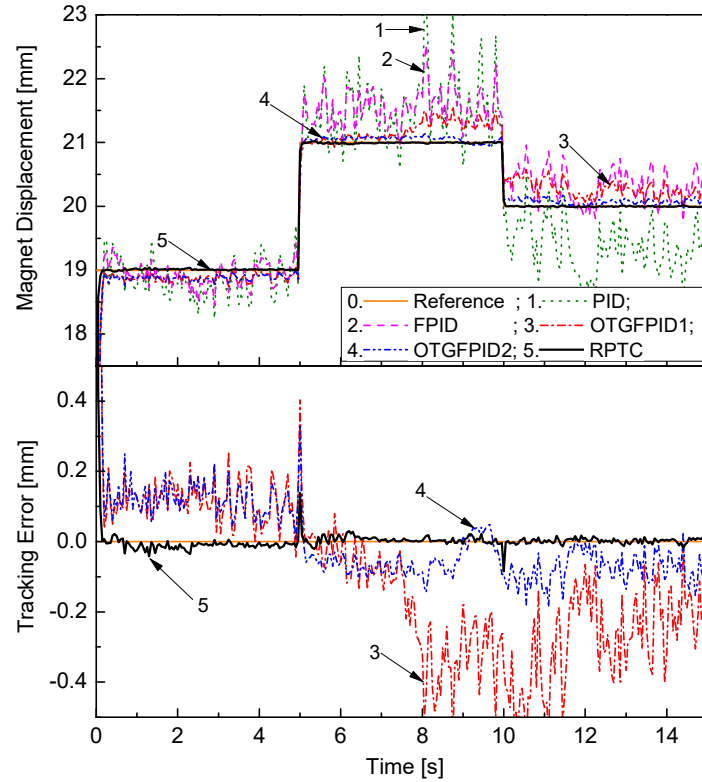 Magnet Displacement [mm]
23
22
21
20
19
18
1
2
4
3
5
0. Reference ; 1. PID;
2. FPID ; 3. OTGFPID1;
4. OTGFPID2; 5. RPTC
Tracking Error [mm]
0.4
0.2
0.0
-0.2
-0.4
4
5
3
0 2 4 6 8 10 12 14
Time [s]